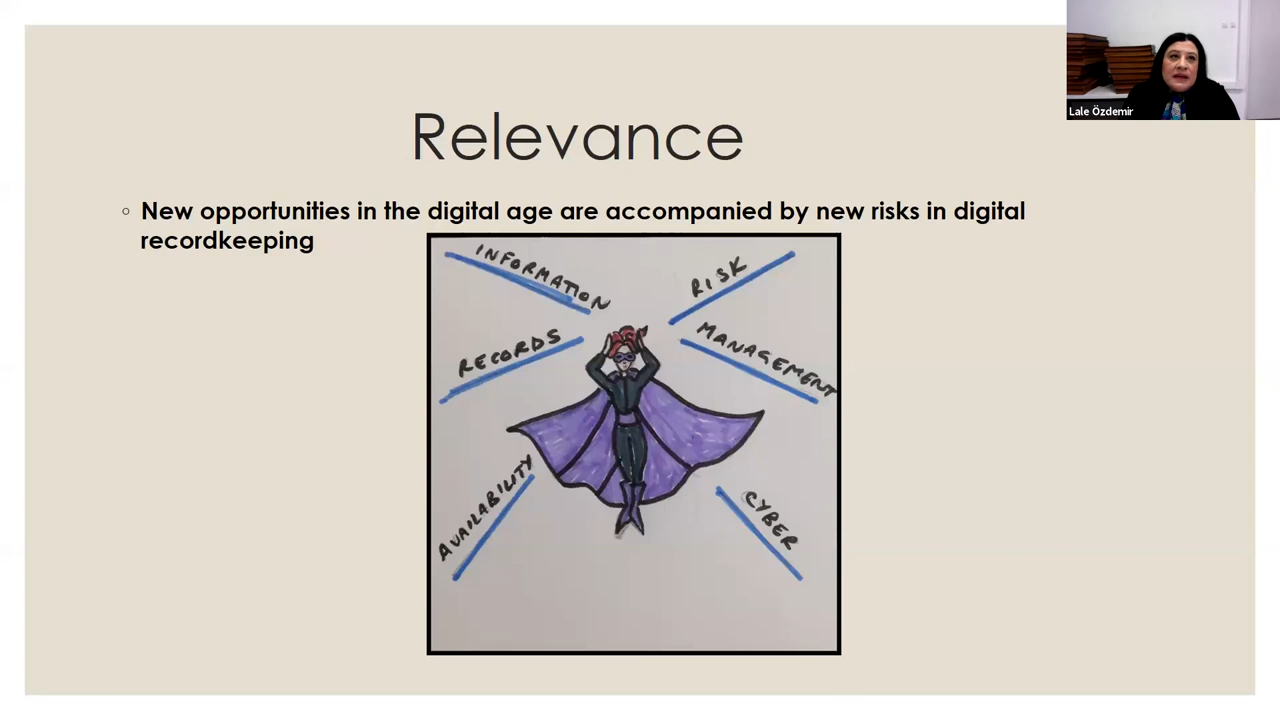 Lale Özdemir
Relevance
New opportunities in the digital age are accompanied by new risks in digital
recordkeeping
INFORMATION
RISK
RECORDS
MANAGEMENT
AVAILABILITY
CYBER